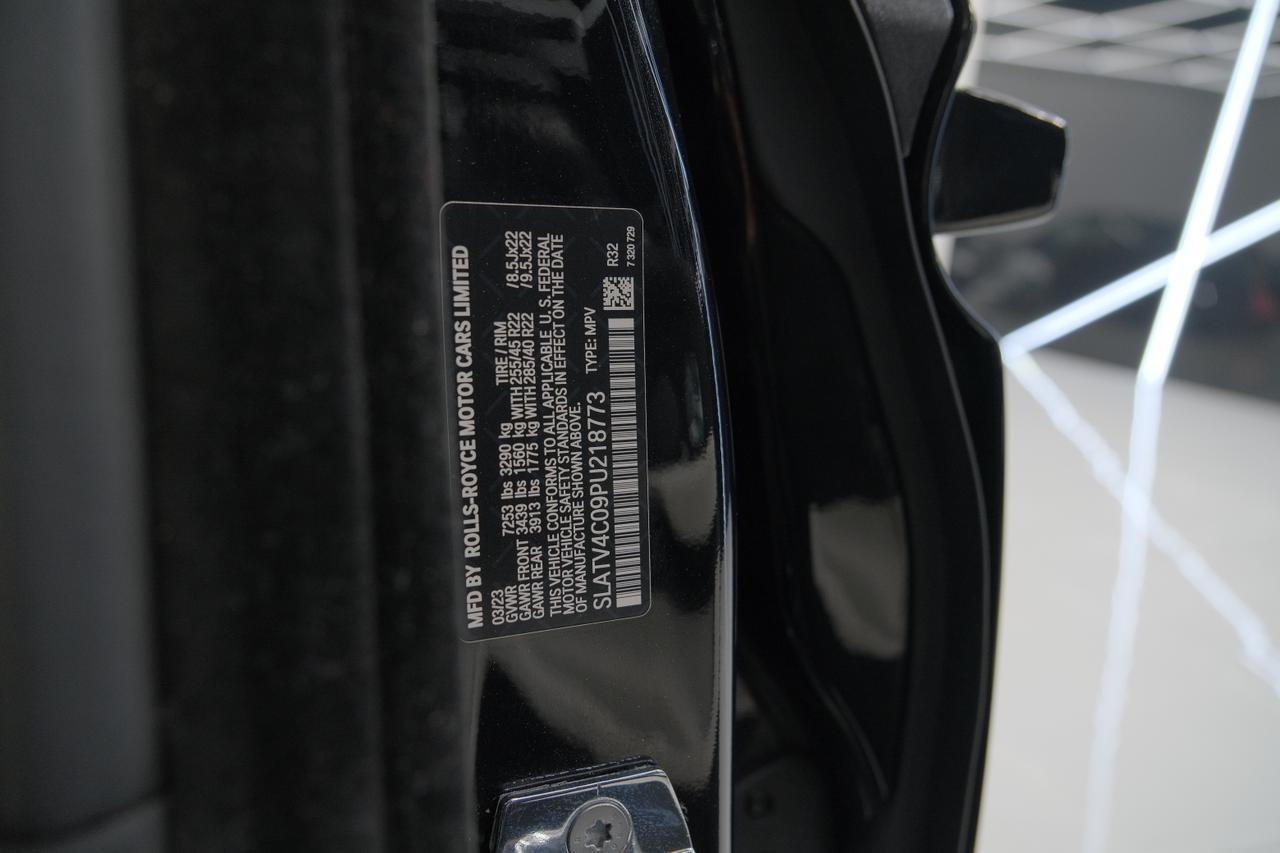 MFD BY ROLLS-ROYCE MOTOR CARS LIMITED
03/23 TIRE / RIM
GVWR 7253 lbs 3290 kg
GAWR FRONT 3439 lbs 1560 kg WITH 255/45 R22 /8.5Jx22
GAWR REAR 3913 lbs 1775 kg WITH 285/40 R22 /9.5Jx22
THIS VEHICLE CONFORMS TO ALL APPLICABLE U. S. FEDERAL
MOTOR VEHICLE SAFETY STANDARDS IN EFFECT ON THE DATE
OF MANUFACTURE SHOWN ABOVE.
SLATV4C09PU218773 TYPE: MPV R32
7 320 729